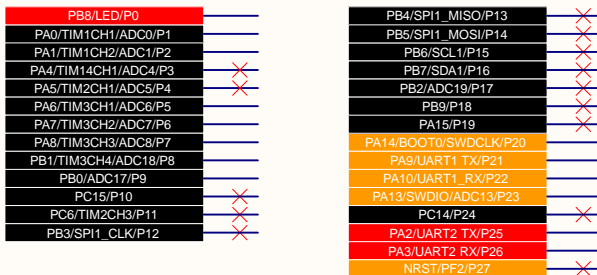 PB8/LED/P0
PA0/TIM1CH1/ADC0/P1
PA1/TIM1CH2/ADC1/P2
PA4/TIM14CH1/ADC4/P3
PA5/TIM2CH1/ADC5/P4
PA6/TIM3CH1/ADC6/P5
PA7/TIM3CH2/ADC7/P6
PA8/TIM3CH3/ADC8/P7
PB1/TIM3CH4/ADC18/P8
PB0/ADC17/P9
PC15/P10
PC6/TIM2CH3/P11
PB3/SPI1_CLK/P12
PB4/SPI1_MISO/P13
PB5/SPI1_MOSI/P14
PB6/SCL1/P15
PB7/SDA1/P16
PB2/ADC19/P17
PB9/P18
PA15/P19
PA14/BOOT0/SWDCLK/P20
PA9/UART1 TX/P21
PA10/UART1_RX/P22
PA13/SWDIO/ADC13/P23
PC14/P24
PA2/UART2 TX/P25
PA3/UART2 RX/P26
NRST/PF2/P27